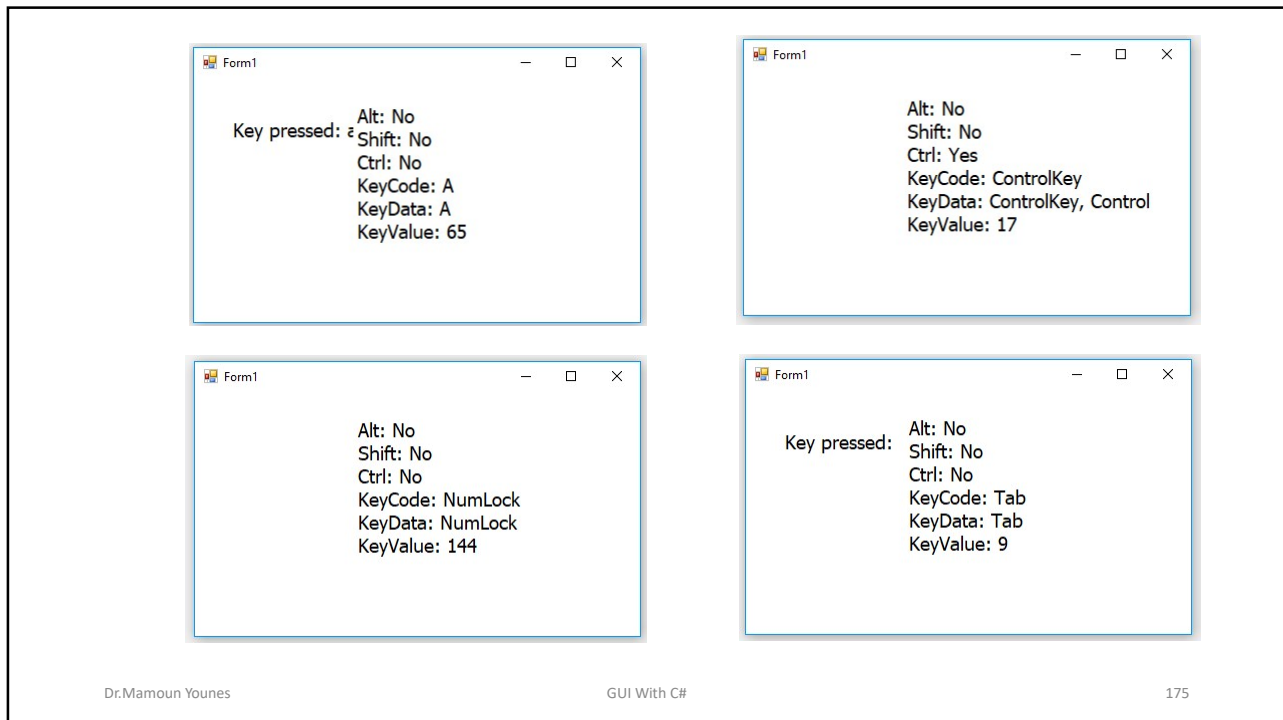 Form1
Key pressed: a
Alt: No
Shift: No
Ctrl: No
KeyCode: A
KeyData: A
KeyValue: 65
Form1
Alt: No
Shift: No
Ctrl: Yes
KeyCode: ControlKey
KeyData: ControlKey, Control
KeyValue: 17
Form1
Alt: No
Shift: No
Ctrl: No
KeyCode: NumLock
KeyData: NumLock
KeyValue: 144
Form1
Key pressed:
Alt: No
Shift: No
Ctrl: No
KeyCode: Tab
KeyData: Tab
KeyValue: 9
Dr.Mamoun Younes
GUI With C#
175